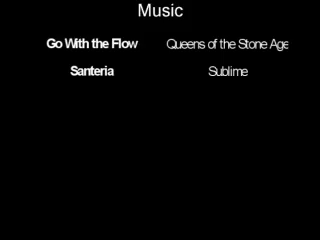 Music
Go With the Flow Queens of the Stone Age
Santeria Sublime